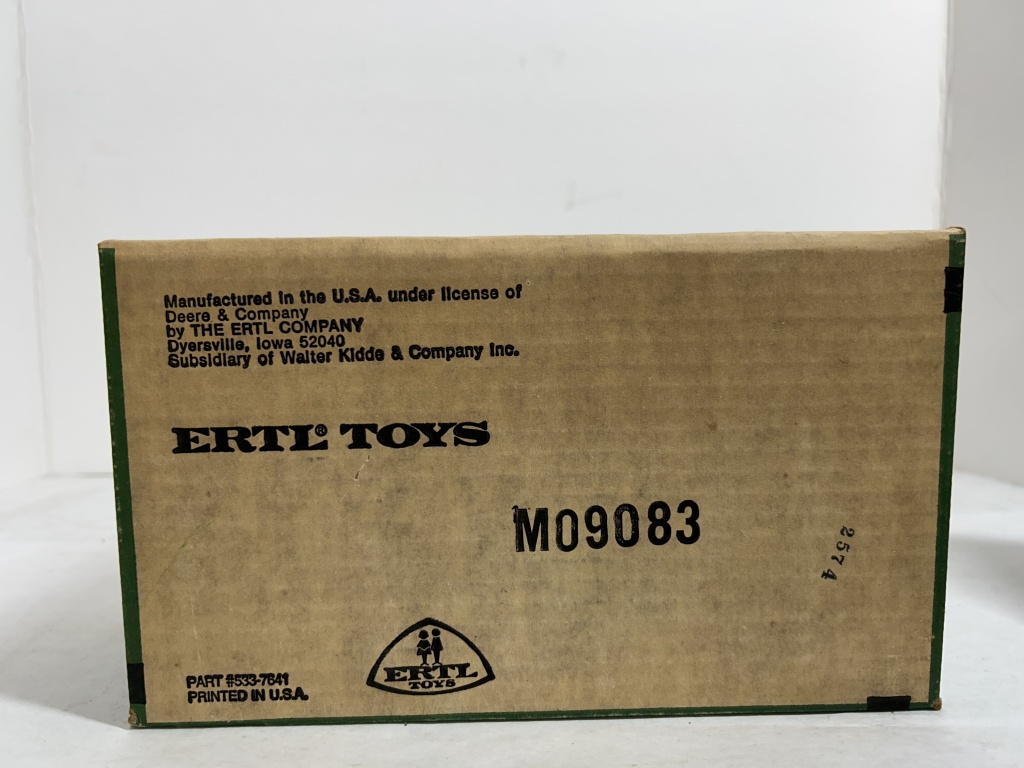 Manufactured in the U.S.A. under license of
Deere & Company
by THE ERTL COMPANY
Dyersville, Iowa 52040
Subsidiary of Walter Kidde & Company Inc.
ERTL® TOYS
M09083
2574
ERTL
TOYS
PART #533-7641
PRINTED IN U.S.A.